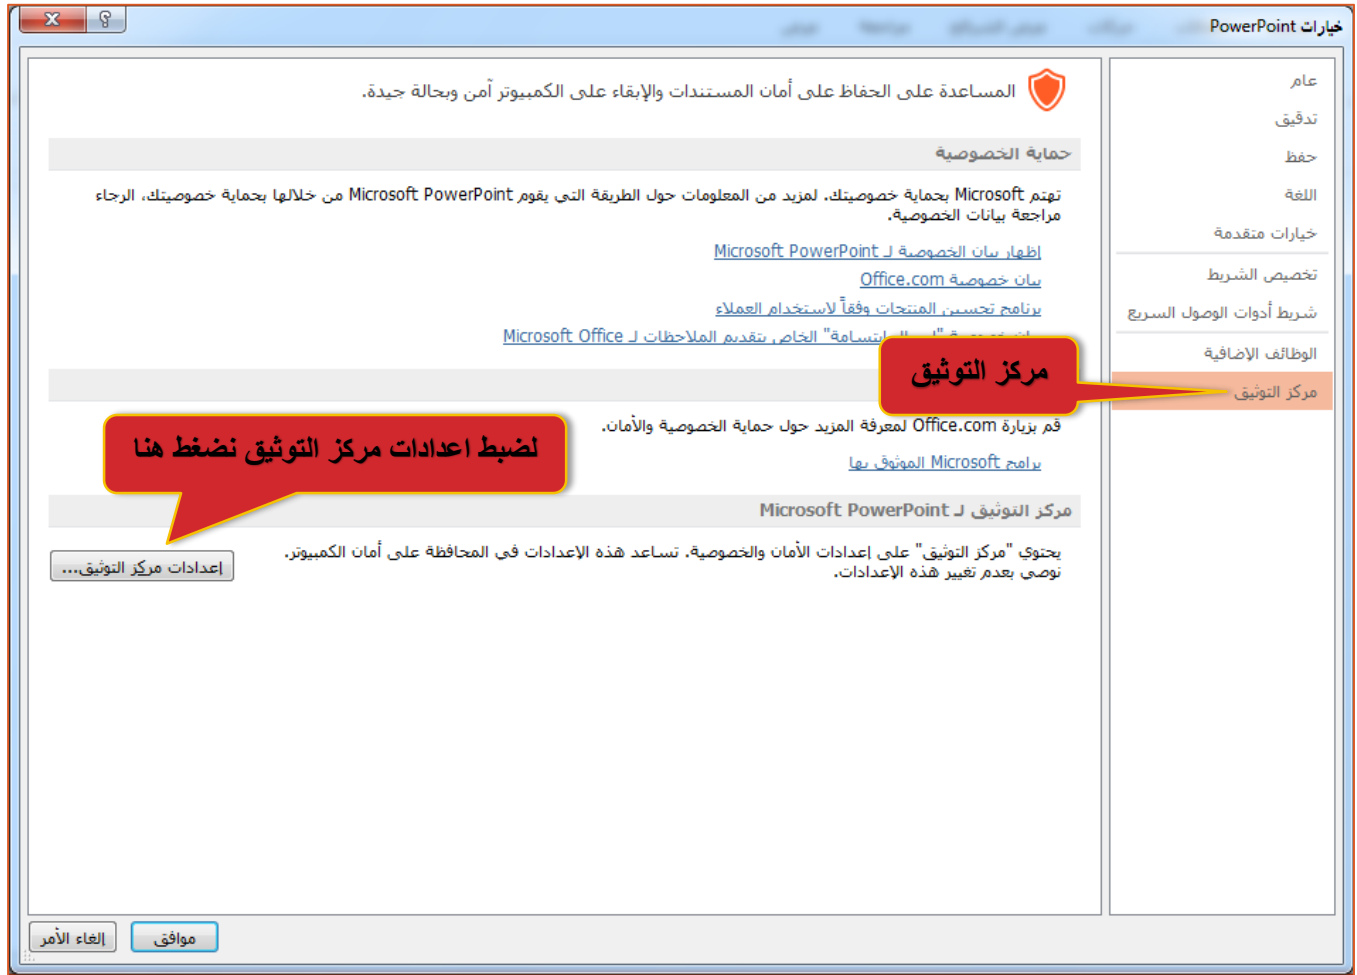 خيارات PowerPoint
عام
تدقيق
حفظ
اللغة
خيارات متقدمة
تخصيص الشريط
شريط أدوات الوصول السريع
الوظائف الإضافية
مركز التوثيق
المساعدة على الحفاظ على أمان المستندات والإبقاء على الكمبيوتر آمن وبحالة جيدة.
حماية الخصوصية
تهتم Microsoft بحماية خصوصيتك. لمزيد من المعلومات حول الطريقة التي يقوم Microsoft PowerPoint من خلالها بحماية خصوصيتك، الرجاء
مراجعة بيانات الخصوصية.
إظهار بيان الخصوصية لـ Microsoft PowerPoint
بيان خصوصية Office.com
برنامج تحسين المنتجات وفقاً لاستخدام العملاء
الخاص بتقديم الملاحظات لـ Microsoft Office
مركز التوثيق
قم بزيارة Office.com لمعرفة المزيد حول حماية الخصوصية والأمان.
لضبط اعدادات مركز التوثيق نضغط هنا
برامج Microsoft الموثوق بها
مركز التوثيق لـ Microsoft PowerPoint
يحتوي "مركز التوثيق" على إعدادات الأمان والخصوصية. تساعد هذه الإعدادات في المحافظة على أمان الكمبيوتر.
نوصي بعدم تغيير هذه الإعدادات.
إعدادات مركز التوثيق...
موافق
إلغاء الأمر